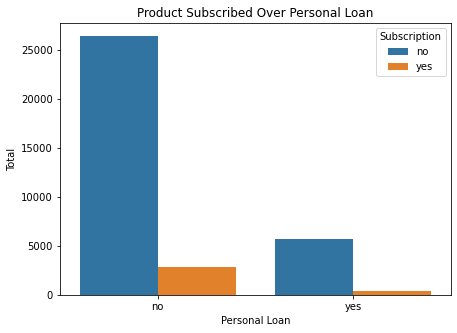 Product Subscribed Over Personal Loan
Subscription
no
yes
25000
20000
15000
10000
5000
0
Total
no
yes
Personal Loan